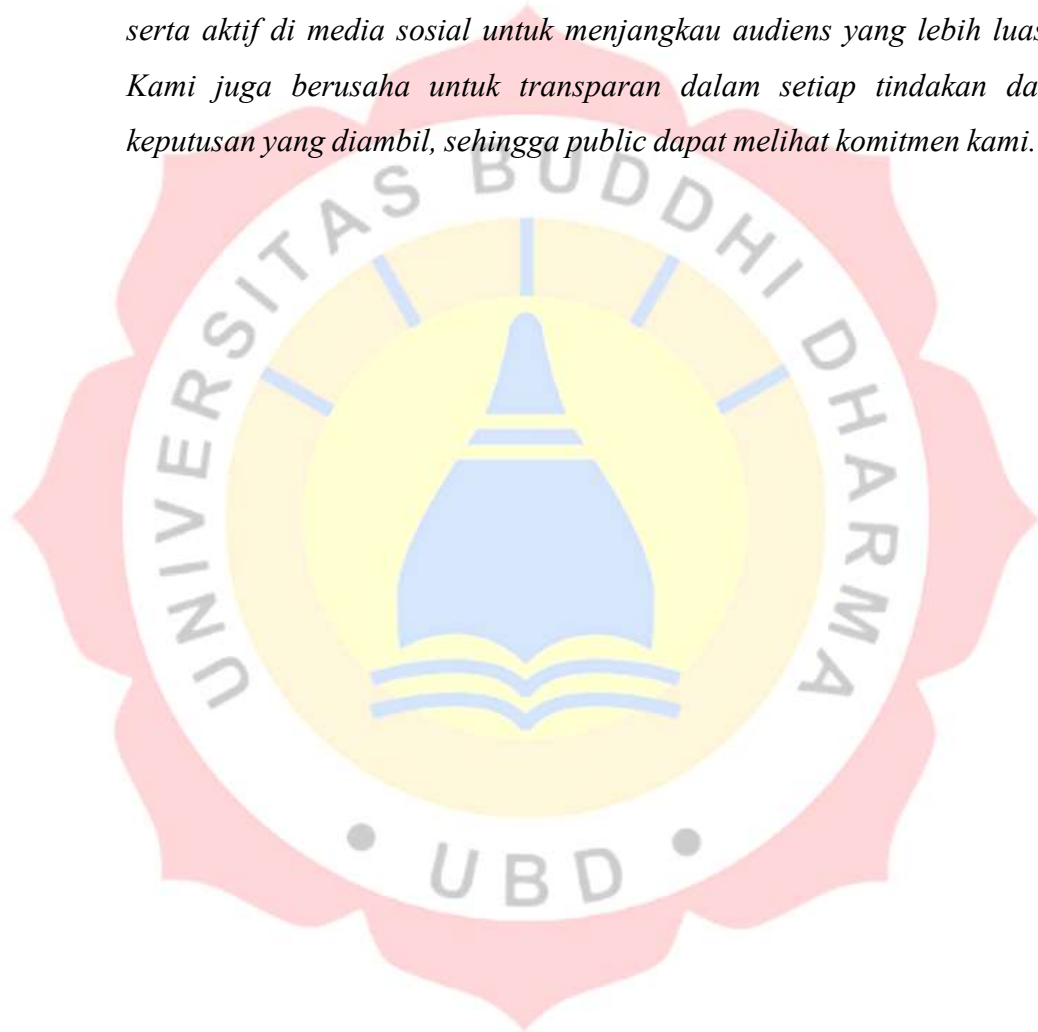 serta aktif di media sosial untuk menjangkau audiens yang lebih luas
Kami juga berusaha untuk transparan dalam setiap tindakan da
keputusan yang diambil, sehingga public dapat melihat komitmen kami.
UNIVERSITAS BUDDHI DHARMA
UBD